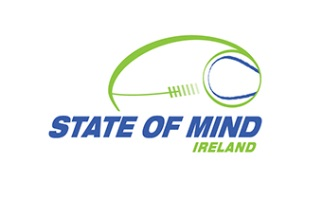 STATE OF MIND
IRELAND